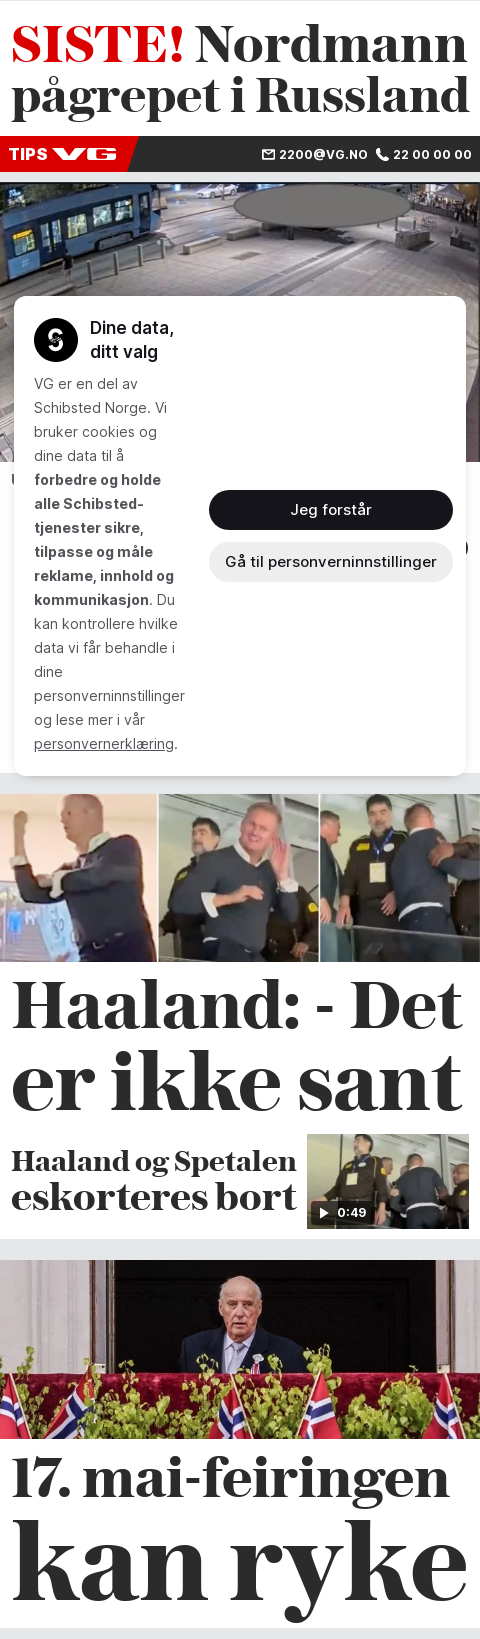 SISTE! Nordmann
pågrepet i Russland
TIPS VG 2200@VG.NO 22 00 00 00
Dine data,
ditt valg
VG er en del av
Schibsted Norge. Vi
bruker cookies og
dine data til å
forbedre og holde
alle Schibsted-
tjenester sikre,
tilpasse og måle
reklame, innhold og
kommunikasjon. Du
kan kontrollere hvilke
data vi får behandle i
dine
personverninnstillinger
og lese mer i vår
personvernerklæring.
Jeg forstår
Gå til personverninnstillinger
Haaland: - Det
er ikke sant
Haaland og Spetalen
eskorteres bort
0:49
17. mai-feiringen
kan ryke